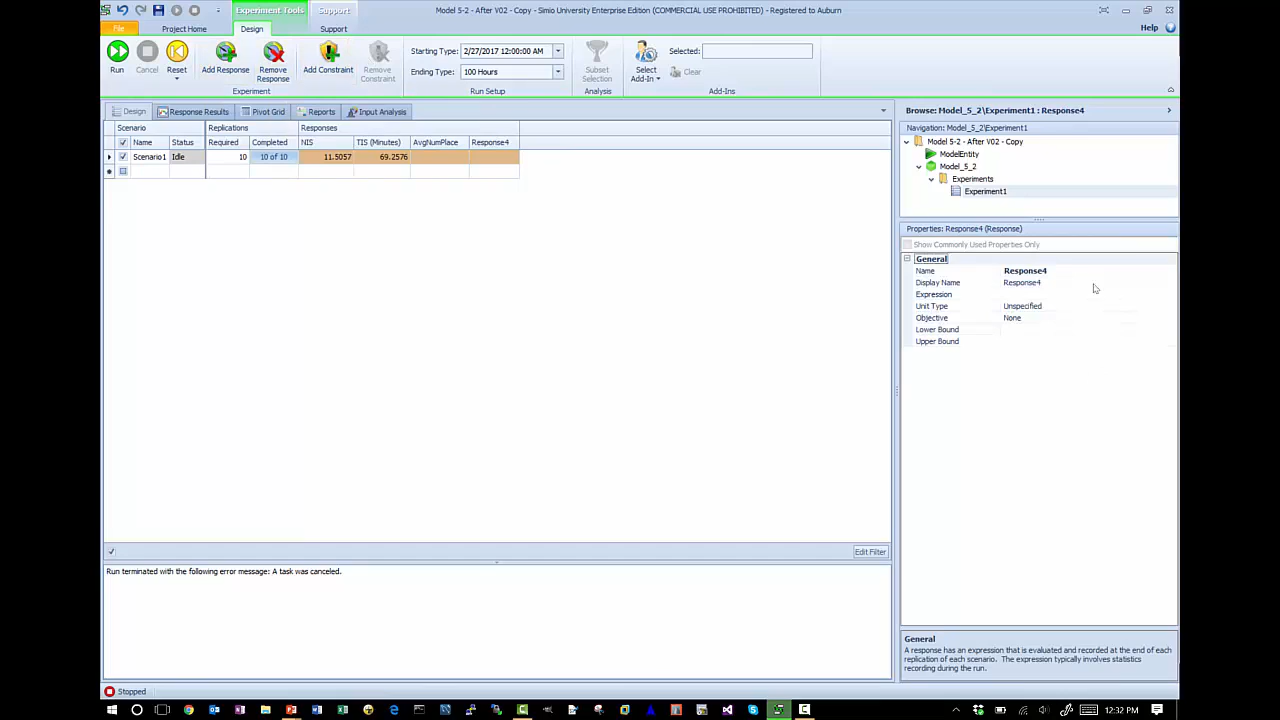 Experiment Tools
Support
Model 5-2 - After V02 - Copy - Simio University Enterprise Edition (COMMERCIAL USE PROHIBITED) - Registered to Auburn
File
Project Home
Design
Support
Help
Run
Cancel
Reset
Add Response
Remove Response
Add Constraint
Remove Constraint
Experiment
Starting Type: 2/27/2017 12:00:00 AM
Ending Type: 100 Hours
Run Setup
Subset Selection
Analysis
Select Add-In
Selected:
Clear
Add-Ins
Design
Response Results
Pivot Grid
Reports
Input Analysis
Scenario Replications Responses
Name Status Required Completed NIS TIS (Minutes) AvgNumPlace Response4
Scenario1 Idle 10 10 of 10 11.5057 69.2576
Edit Filter
Run terminated with the following error message: A task was canceled.
Browse: Model_5_2\Experiment1 : Response4
Navigation: Model_5_2\Experiment1
Model 5-2 - After V02 - Copy
ModelEntity
Model_5_2
Experiments
Experiment1
Properties: Response4 (Response)
Show Commonly Used Properties Only
General
Name Response4
Display Name Response4
Expression
Unit Type Unspecified
Objective None
Lower Bound
Upper Bound
General
A response has an expression that is evaluated and recorded at the end of each
replication of each scenario. The expression typically involves statistics
recording during the run.
Stopped
12:32 PM